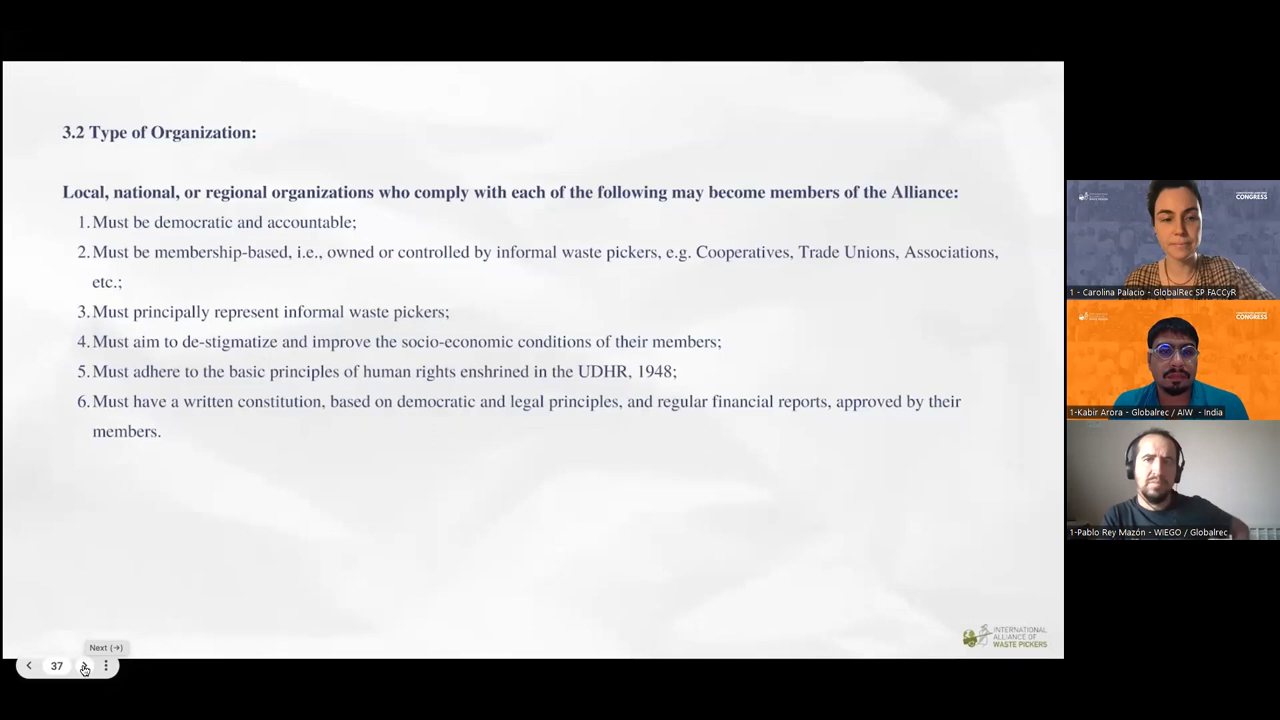 3.2 Type of Organization:
Local, national, or regional organizations who comply with each of the following may become members of the Alliance:
1. Must be democratic and accountable;
2. Must be membership-based, i.e., owned or controlled by informal waste pickers, e.g. Cooperatives, Trade Unions, Associations,
etc.;
3. Must principally represent informal waste pickers;
4. Must aim to de-stigmatize and improve the socio-economic conditions of their members;
5. Must adhere to the basic principles of human rights enshrined in the UDHR, 1948;
6. Must have a written constitution, based on democratic and legal principles, and regular financial reports, approved by their
members.
INTERNATIONAL
ALLIANCE OF
WASTE PICKERS
Next (→)
37
CONGRESS
1 - Carolina Palacio - GlobalRec SP FACCyR
CONGRESS
1-Kabir Arora - Globalrec / AIW - India
1-Pablo Rey Mazón - WIEGO / Globalrec